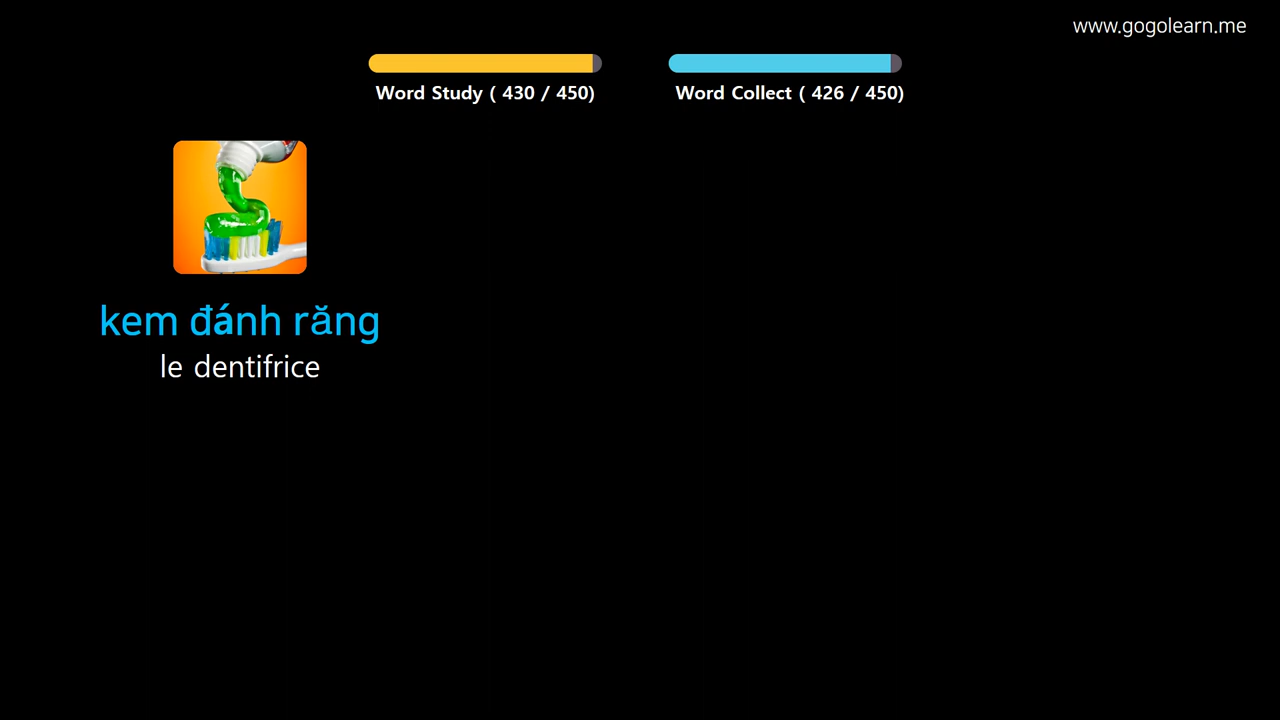 www.gogolearn.me
Word Study ( 430 / 450)
Word Collect ( 426 / 450)
kem đánh răng
le dentifrice